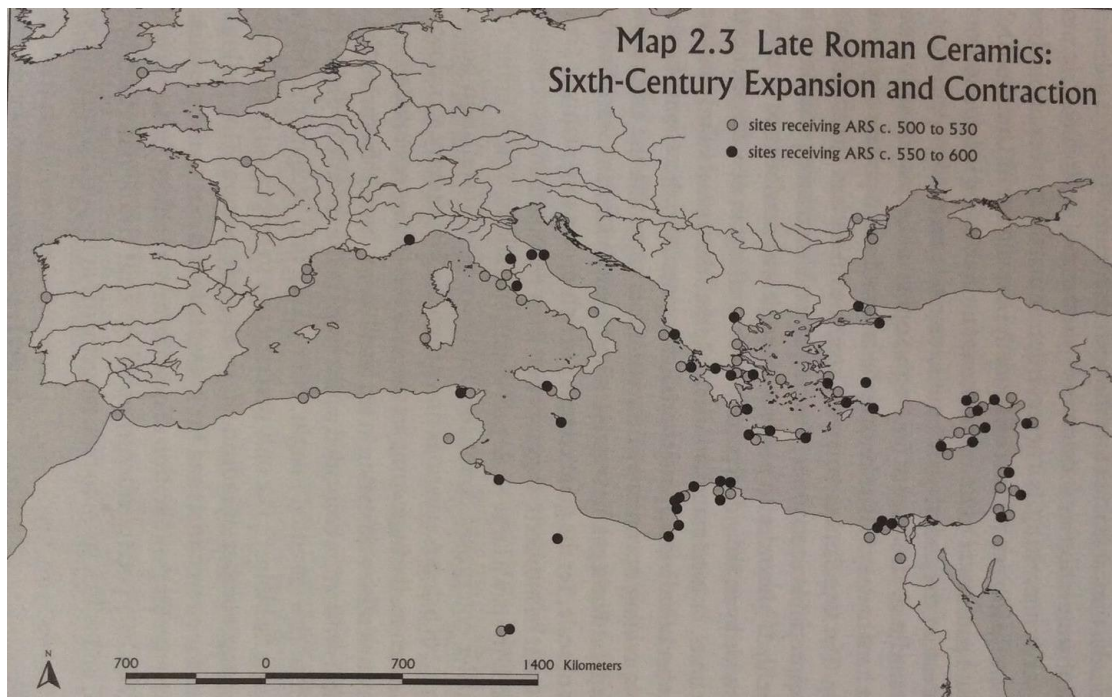 Map 2.3 Late Roman Ceramics:
Sixth-Century Expansion and Contraction
sites receiving ARS c. 500 to 530
sites receiving ARS c. 550 to 600
N
700 0 700 1400 Kilometers